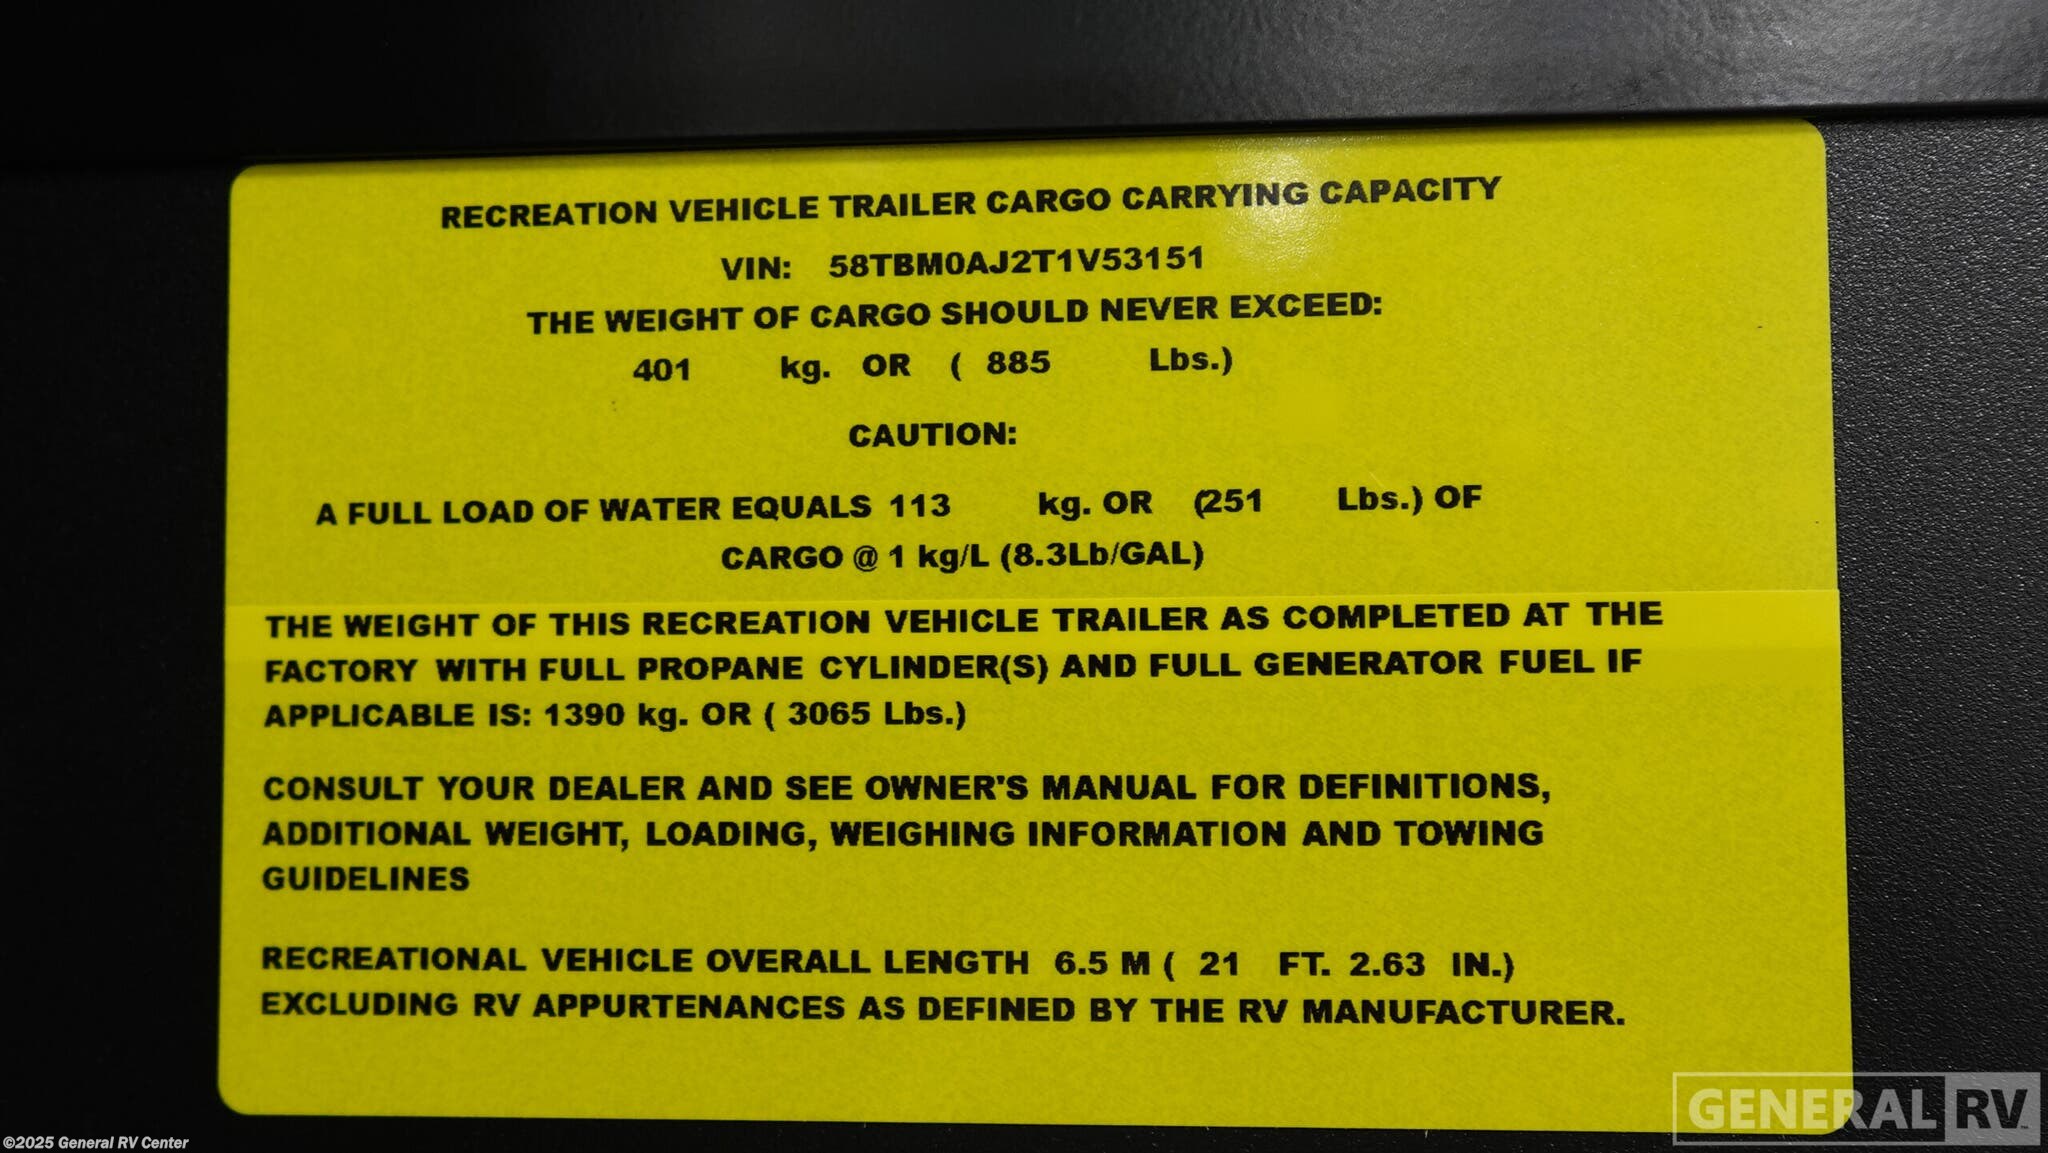 RECREATION VEHICLE TRAILER CARGO CARRYING CAPACITY
VIN: 58TBM0AJ2T1V53151
THE WEIGHT OF CARGO SHOULD NEVER EXCEED:
401 kg. OR ( 885 Lbs.)
CAUTION:
A FULL LOAD OF WATER EQUALS 113 kg. OR (251 Lbs.) OF
CARGO @ 1 kg/L (8.3Lb/GAL)
THE WEIGHT OF THIS RECREATION VEHICLE TRAILER AS COMPLETED AT THE
FACTORY WITH FULL PROPANE CYLINDER(S) AND FULL GENERATOR FUEL IF
APPLICABLE IS: 1390 kg. OR ( 3065 Lbs.)
CONSULT YOUR DEALER AND SEE OWNER'S MANUAL FOR DEFINITIONS,
ADDITIONAL WEIGHT, LOADING, WEIGHING INFORMATION AND TOWING
GUIDELINES
RECREATIONAL VEHICLE OVERALL LENGTH 6.5 M ( 21 FT. 2.63 IN.)
EXCLUDING RV APPURTENANCES AS DEFINED BY THE RV MANUFACTURER.
GENERAL RV
©2025 General RV Center